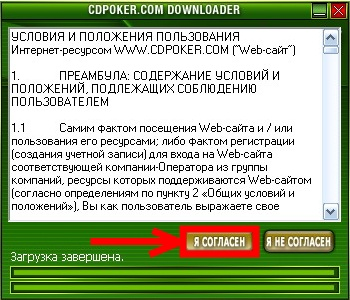 CDPOKER.COM DOWNLOADER
УСЛОВИЯ И ПОЛОЖЕНИЯ ПОЛЬЗОВАНИЯ
Интернет-ресурсом WWW.CDPOKER.COM ("Web-сайт")
1. ПРЕАМБУЛА: СОДЕРЖАНИЕ УСЛОВИЙ И
ПОЛОЖЕНИЙ, ПОДЛЕЖАЩИХ СОБЛЮДЕНИЮ
ПОЛЬЗОВАТЕЛЕМ
1.1 Самим фактом посещения Web-сайта и / или
пользования его ресурсами; либо фактом регистрации
(создания учетной записи) для входа на Web-сайта
соответствующей компании-Оператора из группы
компаний, ресурсы которых поддерживаются Web-сайтом
(согласно определениям по пункту 2 «Общих условий и
положений»), Вы как пользователь выражаете свое
Я СОГЛАСЕН
Я НЕ СОГЛАСЕН
Загрузка завершена.